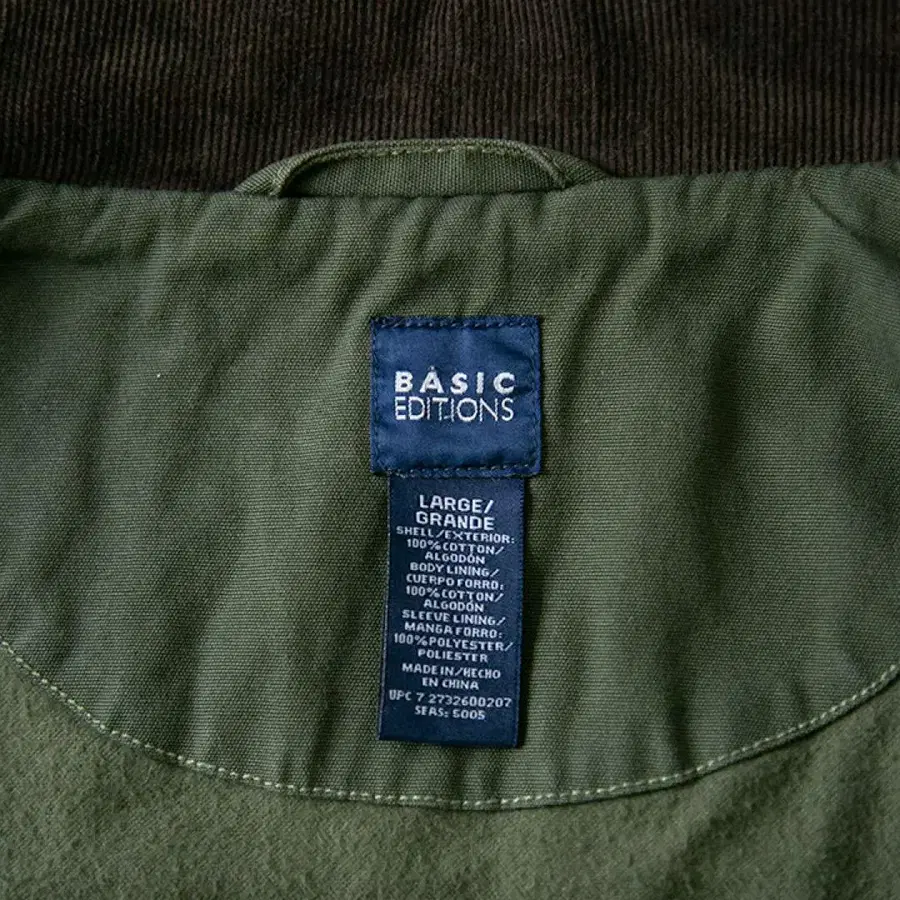 BASIC
EDITIONS
LARGE/
GRANDE
SHELL/EXTERIOR:
100% COTTON/
ALGODÓN
BODY LINING/
CUERPO FORRO:
100% COTTON/
ALGODÓN
SLEEVE LINING/
MANGA FORRO:
100% POLYESTER/
POLIESTER
MADE IN/HECHO
EN CHINA
UPC 7 2732600207
SEAS: 5005